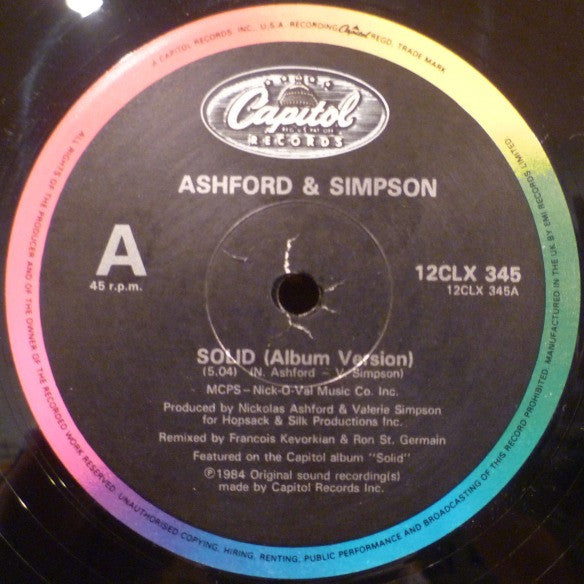 A CAPITOL RECORDS, INC., U.S.A. RECORDING Capitol REGD. TRADE MARK
Capitol
RECORDS
ASHFORD & SIMPSON
A
45 r.p.m.
12CLX 345
12CLX 345A
SOLID (Album Version)
(5.04) (N. Ashford – V. Simpson)
MCPS – Nick-O-Val Music Co. Inc.
Produced by Nickolas Ashford & Valerie Simpson
for Hopsack & Silk Productions Inc.
Remixed by Francois Kevorkian & Ron St. Germain
Featured on the Capitol album "Solid"
℗1984 Original sound recording(s)
made by Capitol Records Inc.
MANUFACTURED IN THE UK BY EMI RECORDS LIMITED
ALL RIGHTS OF THE PRODUCER AND OF THE OWNER OF THE RECORDED WORK RESERVED. UNAUTHORISED COPYING, HIRING, RENTING, PUBLIC PERFORMANCE AND BROADCASTING OF THIS RECORD PROHIBITED.